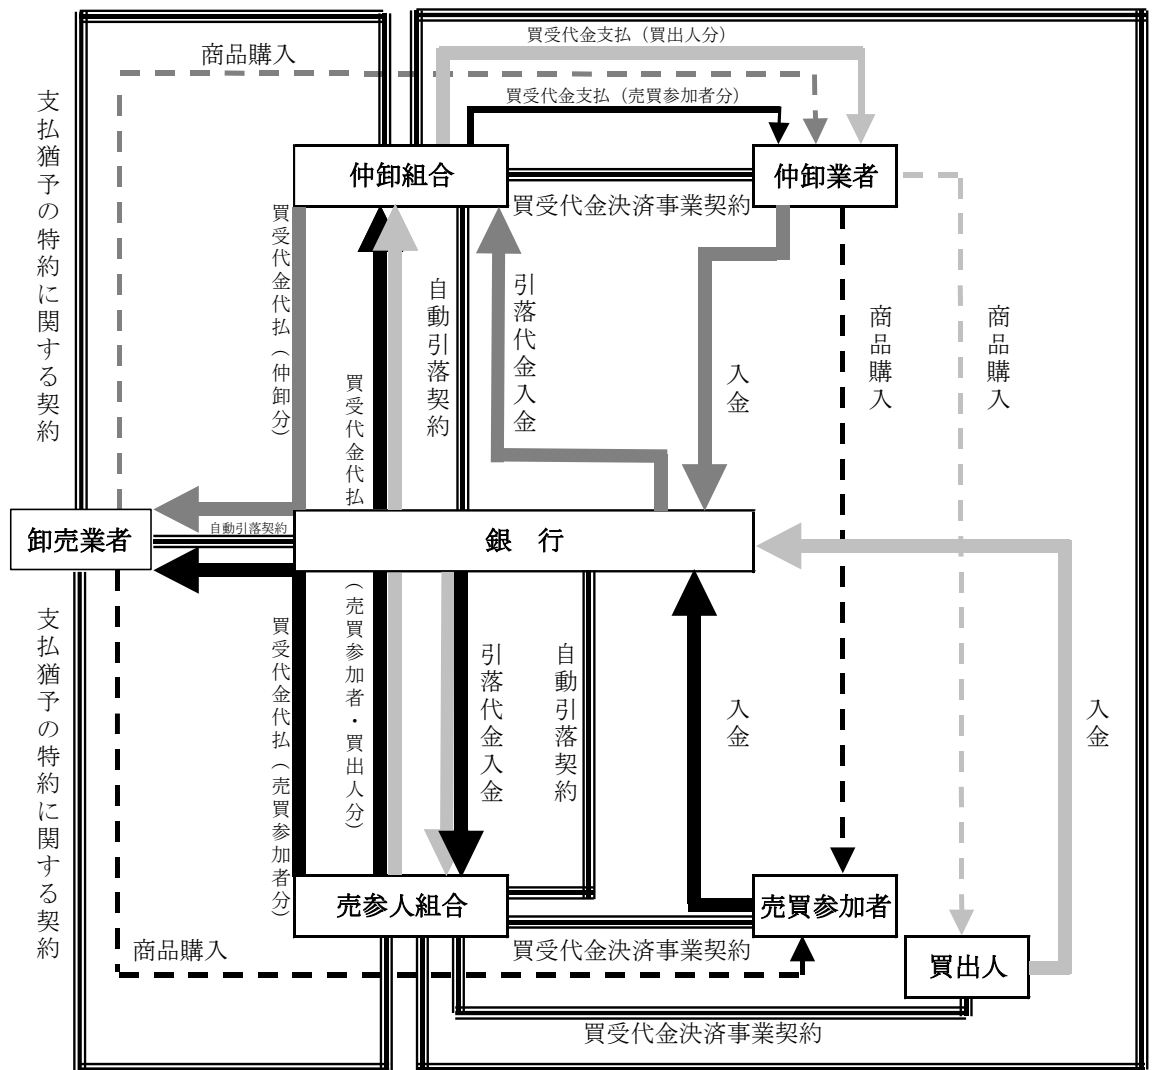 買受代金支払（買出人分）
商品購入
買受代金支払（売買参加者分）
支払猶予の特約に関する契約
仲卸組合
仲卸業者
買受代金決済事業契約
買受代金代払（仲卸分）
自動引落契約
引落代金入金
入金
商品購入
商品購入
買受代金代払（売買参加者・買出人分）
卸売業者
自動引落契約
銀　行
支払猶予の特約に関する契約
買受代金代払（売買参加者分）
引落代金入金
自動引落契約
入金
入金
売参人組合
売買参加者
商品購入
買受代金決済事業契約
買出人
買受代金決済事業契約